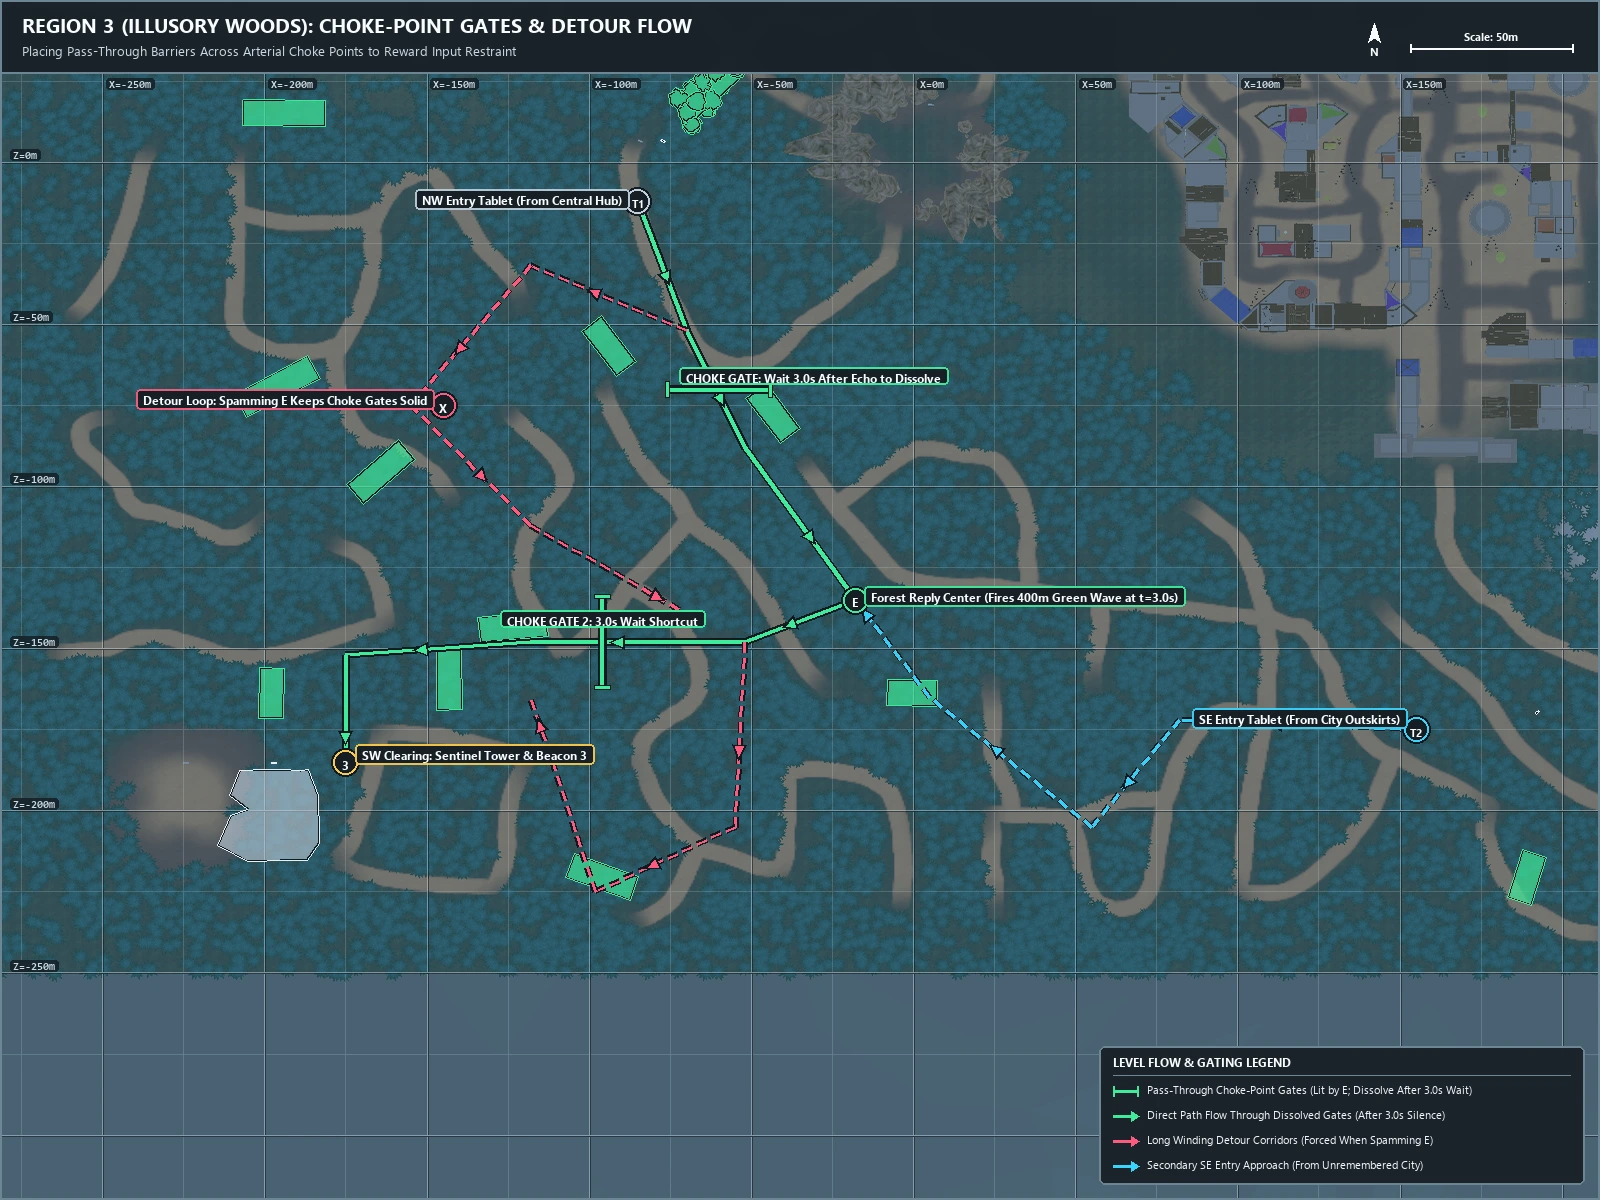 REGION 3 (ILLUSORY WOODS): CHOKE-POINT GATES & DETOUR FLOW
Placing Pass-Through Barriers Across Arterial Choke Points to Reward Input Restraint
N
Scale: 50m
X=-250m
X=-200m
X=-150m
X=-100m
X=-50m
X=0m
X=50m
X=100m
X=150m
Z=0m
NW Entry Tablet (From Central Hub)
T1
Z=-50m
CHOKE GATE: Wait 3.0s After Echo to Dissolve
Detour Loop: Spamming E Keeps Choke Gates Solid
X
Z=-100m
E
Forest Reply Center (Fires 400m Green Wave at t=3.0s)
CHOKE GATE 2: 3.0s Wait Shortcut
Z=-150m
SE Entry Tablet (From City Outskirts)
T2
3
SW Clearing: Sentinel Tower & Beacon 3
Z=-200m
Z=-250m
LEVEL FLOW & GATING LEGEND
Pass-Through Choke-Point Gates (Lit by E; Dissolve After 3.0s Wait)
Direct Path Flow Through Dissolved Gates (After 3.0s Silence)
Long Winding Detour Corridors (Forced When Spamming E)
Secondary SE Entry Approach (From Unremembered City)